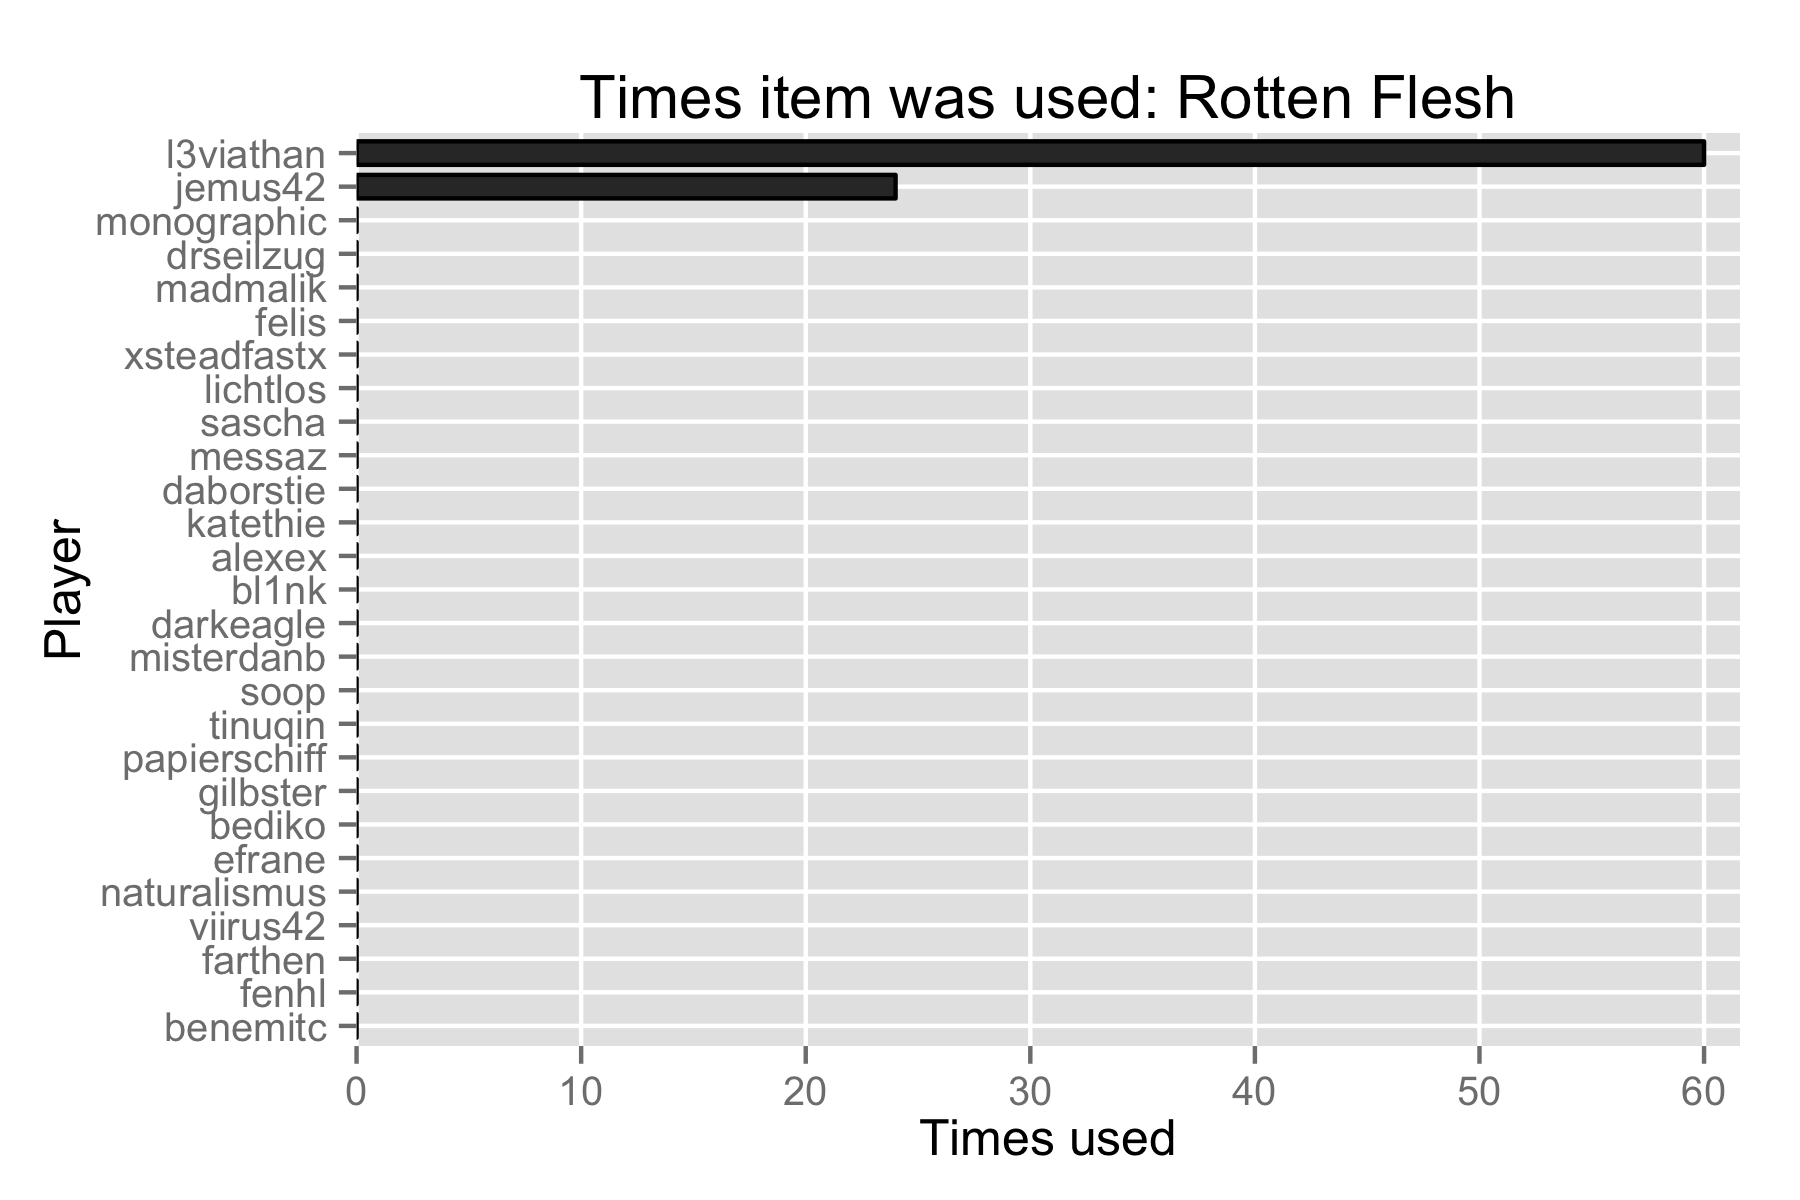 Times item was used: Rotten Flesh
l3viathan
jemus42
monographic
drseilzug
madmalik
felis
xsteadfastx
lichtlos
sascha
messaz
daborstie
katethie
alexex
bl1nk
darkeagle
misterdanb
soop
tinuqin
papierschiff
gilbster
bediko
efrane
naturalismus
viirus42
farthen
fenhl
benemitc
Player
0 10 20 30 40 50 60
Times used